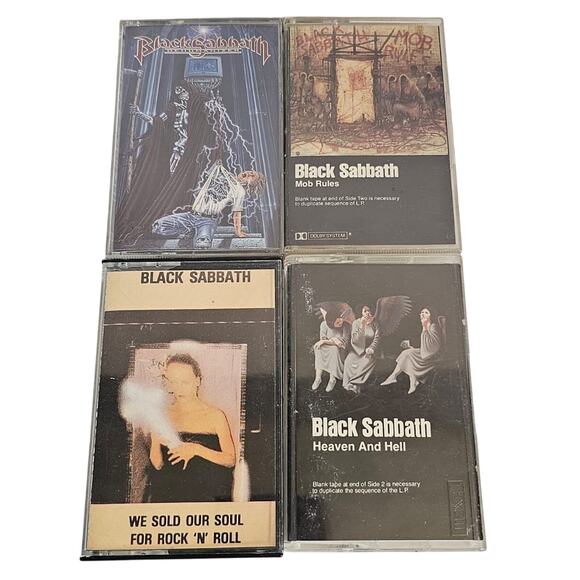 Black Sabbath
DEHUMANIZER
BLACK SABBATH
MOB RULES
Black Sabbath
Mob Rules
Blank tape at end of Side Two is necessary
to duplicate sequence of L.P.
DOLBY SYSTEM ®
BLACK SABBATH
WE SOLD OUR SOUL
FOR ROCK 'N' ROLL
Black Sabbath
Heaven And Hell
Blank tape at end of Side 2 is necessary
to duplicate the sequence of the L.P.